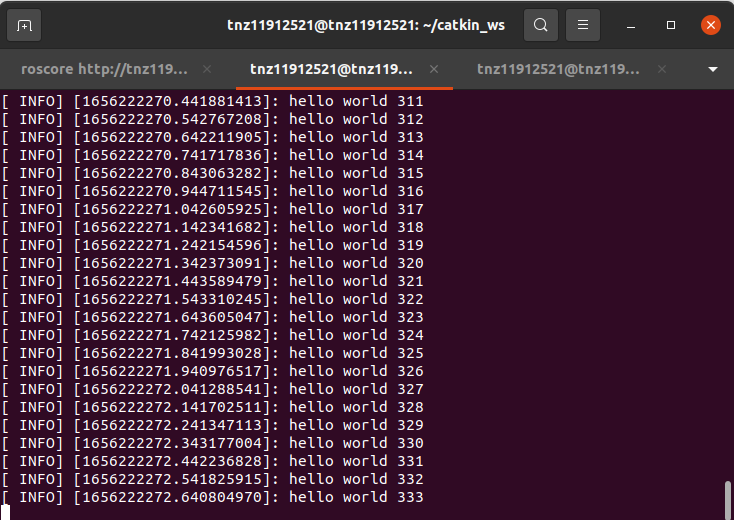 tnz11912521@tnz11912521: ~/catkin_ws
roscore http://tnz119...
tnz11912521@tnz119...
tnz11912521@tnz119...
[ INFO] [1656222270.441881413]: hello world 311
[ INFO] [1656222270.542767208]: hello world 312
[ INFO] [1656222270.642211905]: hello world 313
[ INFO] [1656222270.741717836]: hello world 314
[ INFO] [1656222270.843063282]: hello world 315
[ INFO] [1656222270.944711545]: hello world 316
[ INFO] [1656222271.042605925]: hello world 317
[ INFO] [1656222271.142341682]: hello world 318
[ INFO] [1656222271.242154596]: hello world 319
[ INFO] [1656222271.342373091]: hello world 320
[ INFO] [1656222271.443589479]: hello world 321
[ INFO] [1656222271.543310245]: hello world 322
[ INFO] [1656222271.643605047]: hello world 323
[ INFO] [1656222271.742125982]: hello world 324
[ INFO] [1656222271.841993028]: hello world 325
[ INFO] [1656222271.940976517]: hello world 326
[ INFO] [1656222272.041288541]: hello world 327
[ INFO] [1656222272.141702511]: hello world 328
[ INFO] [1656222272.241347113]: hello world 329
[ INFO] [1656222272.343177004]: hello world 330
[ INFO] [1656222272.442236828]: hello world 331
[ INFO] [1656222272.541825915]: hello world 332
[ INFO] [1656222272.640804970]: hello world 333